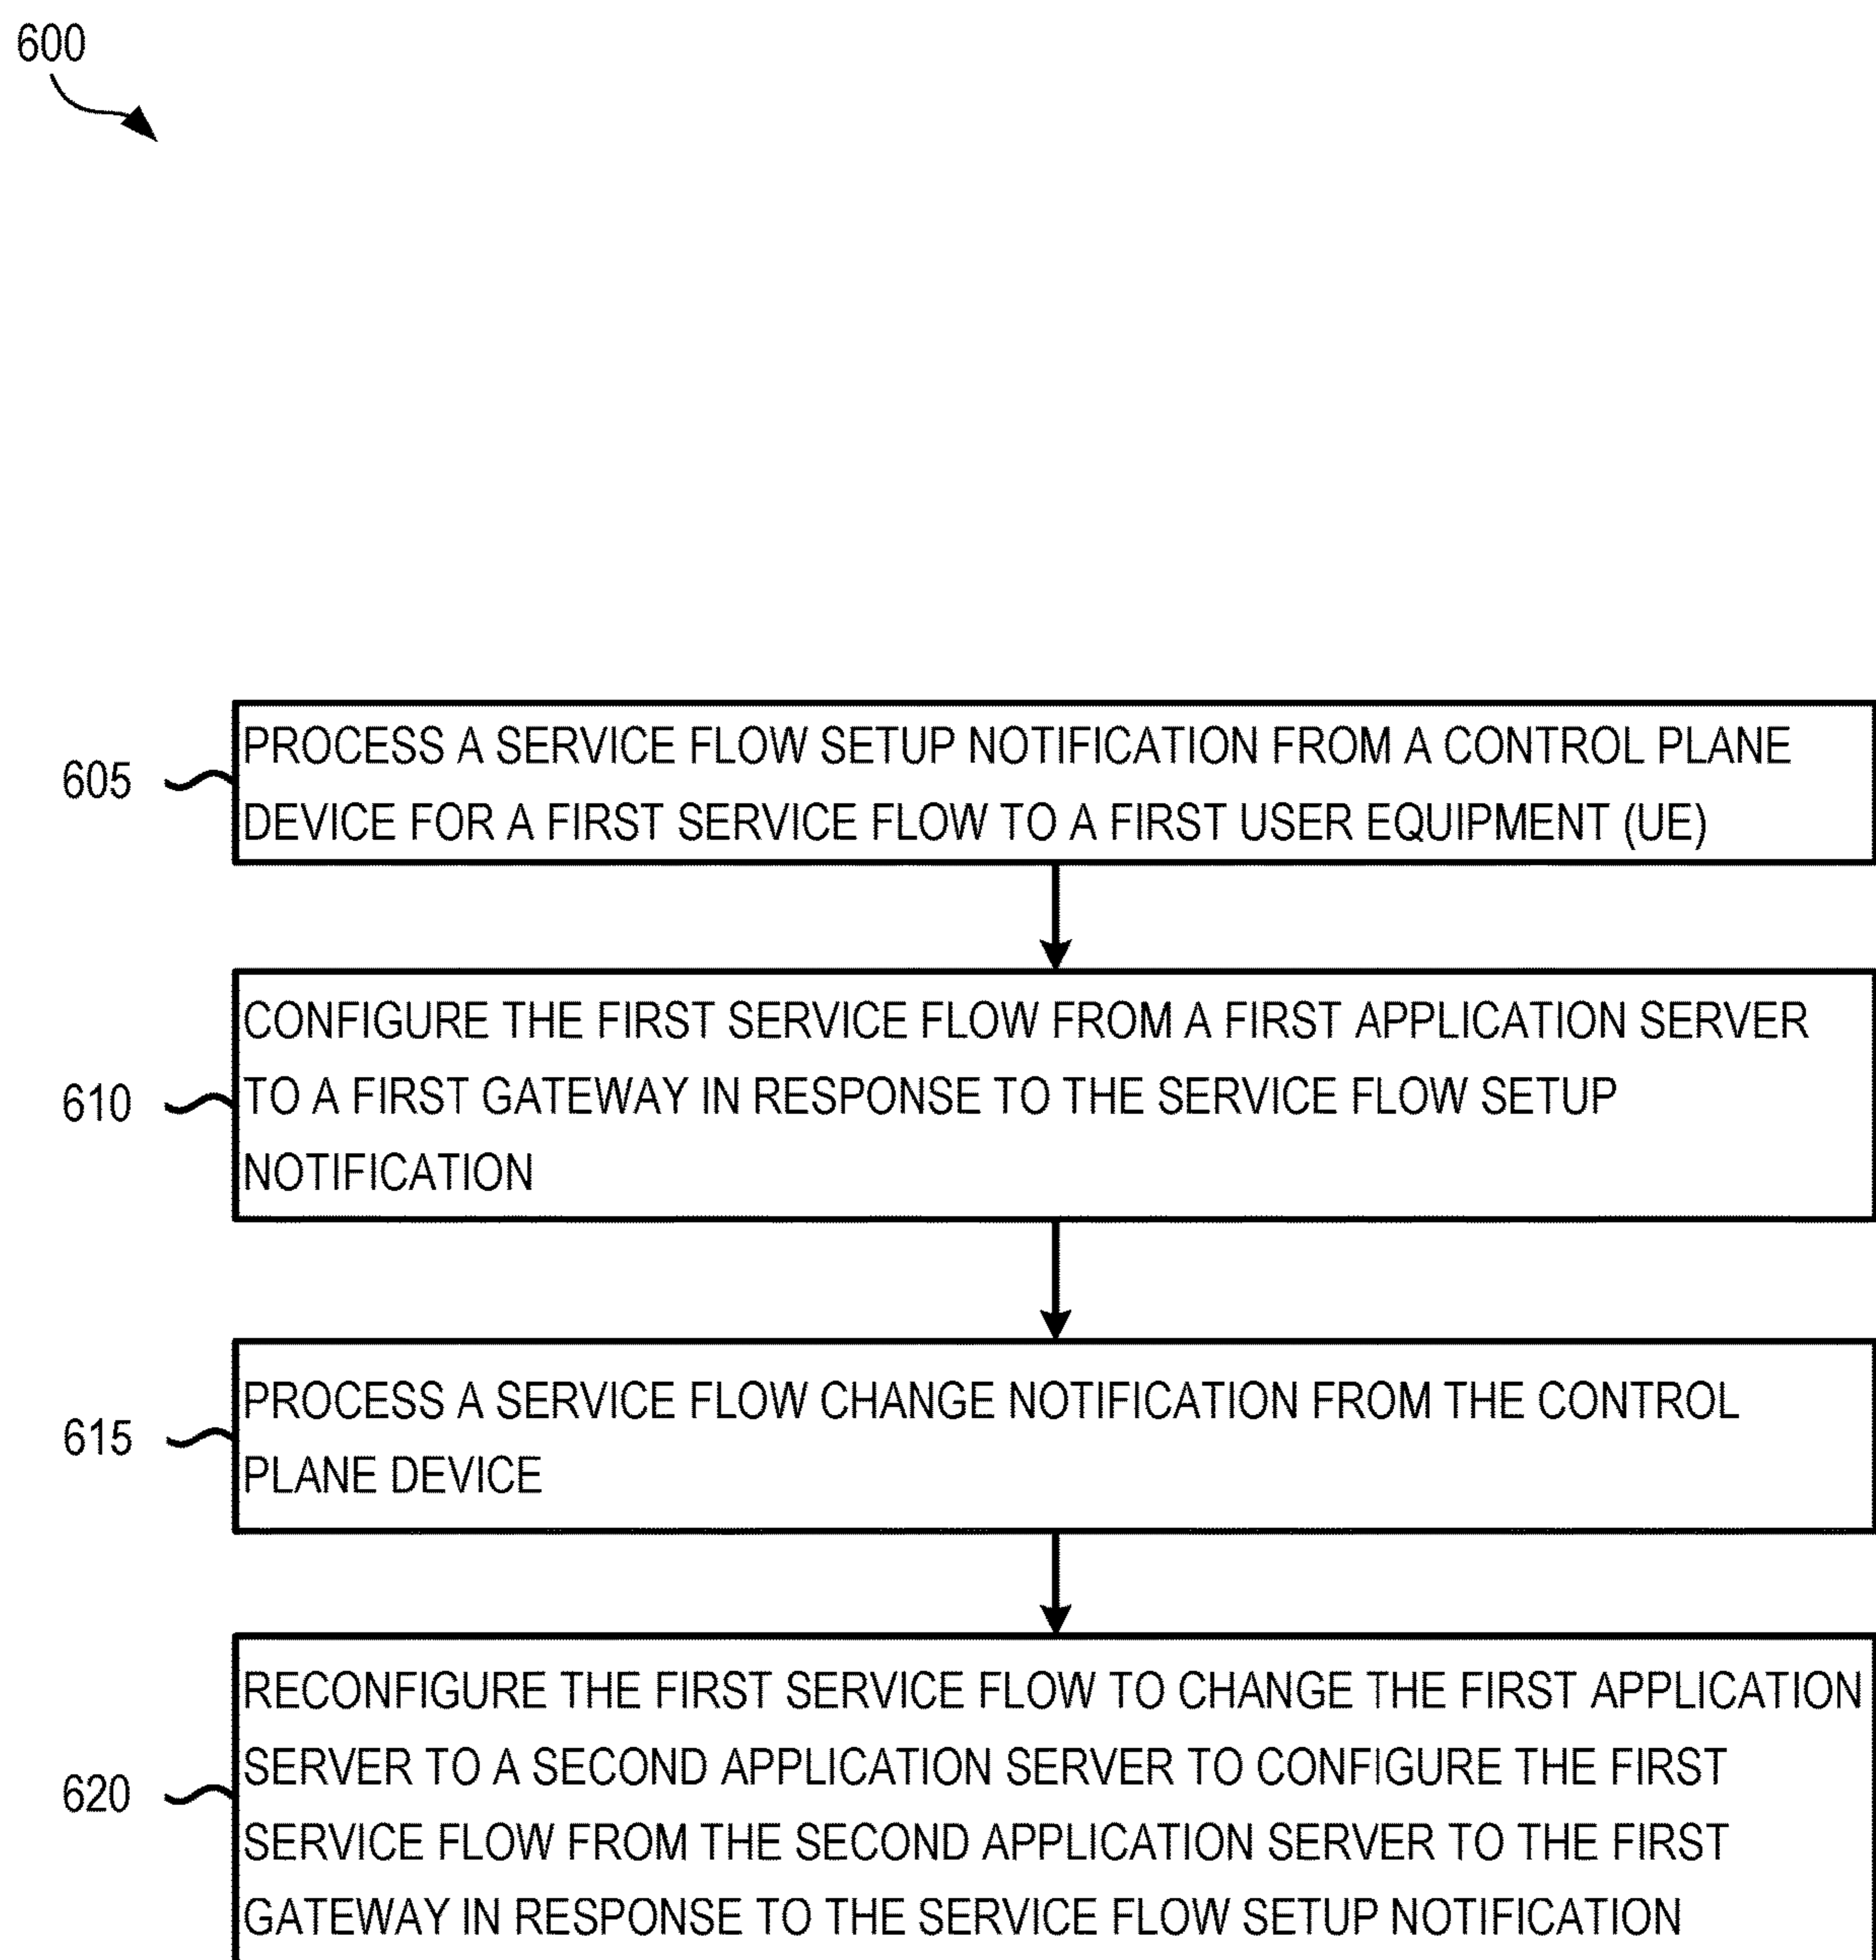 600
605
PROCESS A SERVICE FLOW SETUP NOTIFICATION FROM A CONTROL PLANE
DEVICE FOR A FIRST SERVICE FLOW TO A FIRST USER EQUIPMENT (UE)
610
CONFIGURE THE FIRST SERVICE FLOW FROM A FIRST APPLICATION SERVER
TO A FIRST GATEWAY IN RESPONSE TO THE SERVICE FLOW SETUP
NOTIFICATION
615
PROCESS A SERVICE FLOW CHANGE NOTIFICATION FROM THE CONTROL
PLANE DEVICE
620
RECONFIGURE THE FIRST SERVICE FLOW TO CHANGE THE FIRST APPLICATION
SERVER TO A SECOND APPLICATION SERVER TO CONFIGURE THE FIRST
SERVICE FLOW FROM THE SECOND APPLICATION SERVER TO THE FIRST
GATEWAY IN RESPONSE TO THE SERVICE FLOW SETUP NOTIFICATION